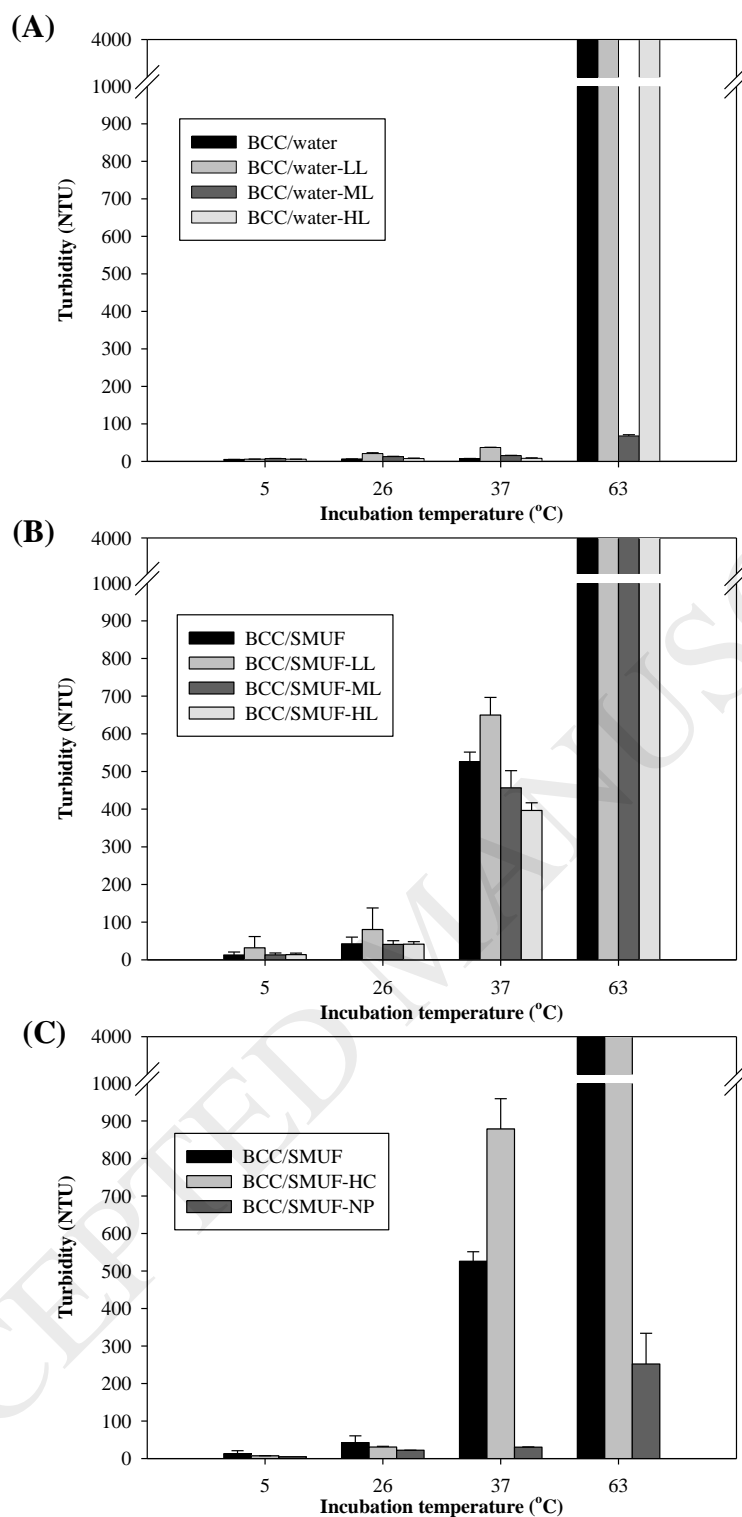 (A)
4000
1000
900
800
700
600
500
400
300
200
100
0
Turbidity (NTU)
BCC/water
BCC/water-LL
BCC/water-ML
BCC/water-HL
5 26 37 63
Incubation temperature (°C)
(B)
4000
1000
900
800
700
600
500
400
300
200
100
0
Turbidity (NTU)
BCC/SMUF
BCC/SMUF-LL
BCC/SMUF-ML
BCC/SMUF-HL
5 26 37 63
Incubation temperature (°C)
(C)
4000
1000
900
800
700
600
500
400
300
200
100
0
Turbidity (NTU)
BCC/SMUF
BCC/SMUF-HC
BCC/SMUF-NP
5 26 37 63
Incubation temperature (°C)
CEPTED MANUS